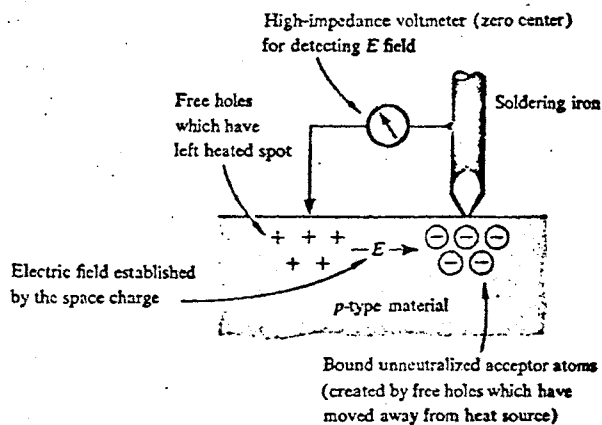 High-impedance voltmeter (zero center)
for detecting E field
Free holes
which have
left heated spot
Soldering iron
+ + +
+ +
E
− − −
− −
Electric field established
by the space charge
p-type material
Bound unneutralized acceptor atoms
(created by free holes which have
moved away from heat source)